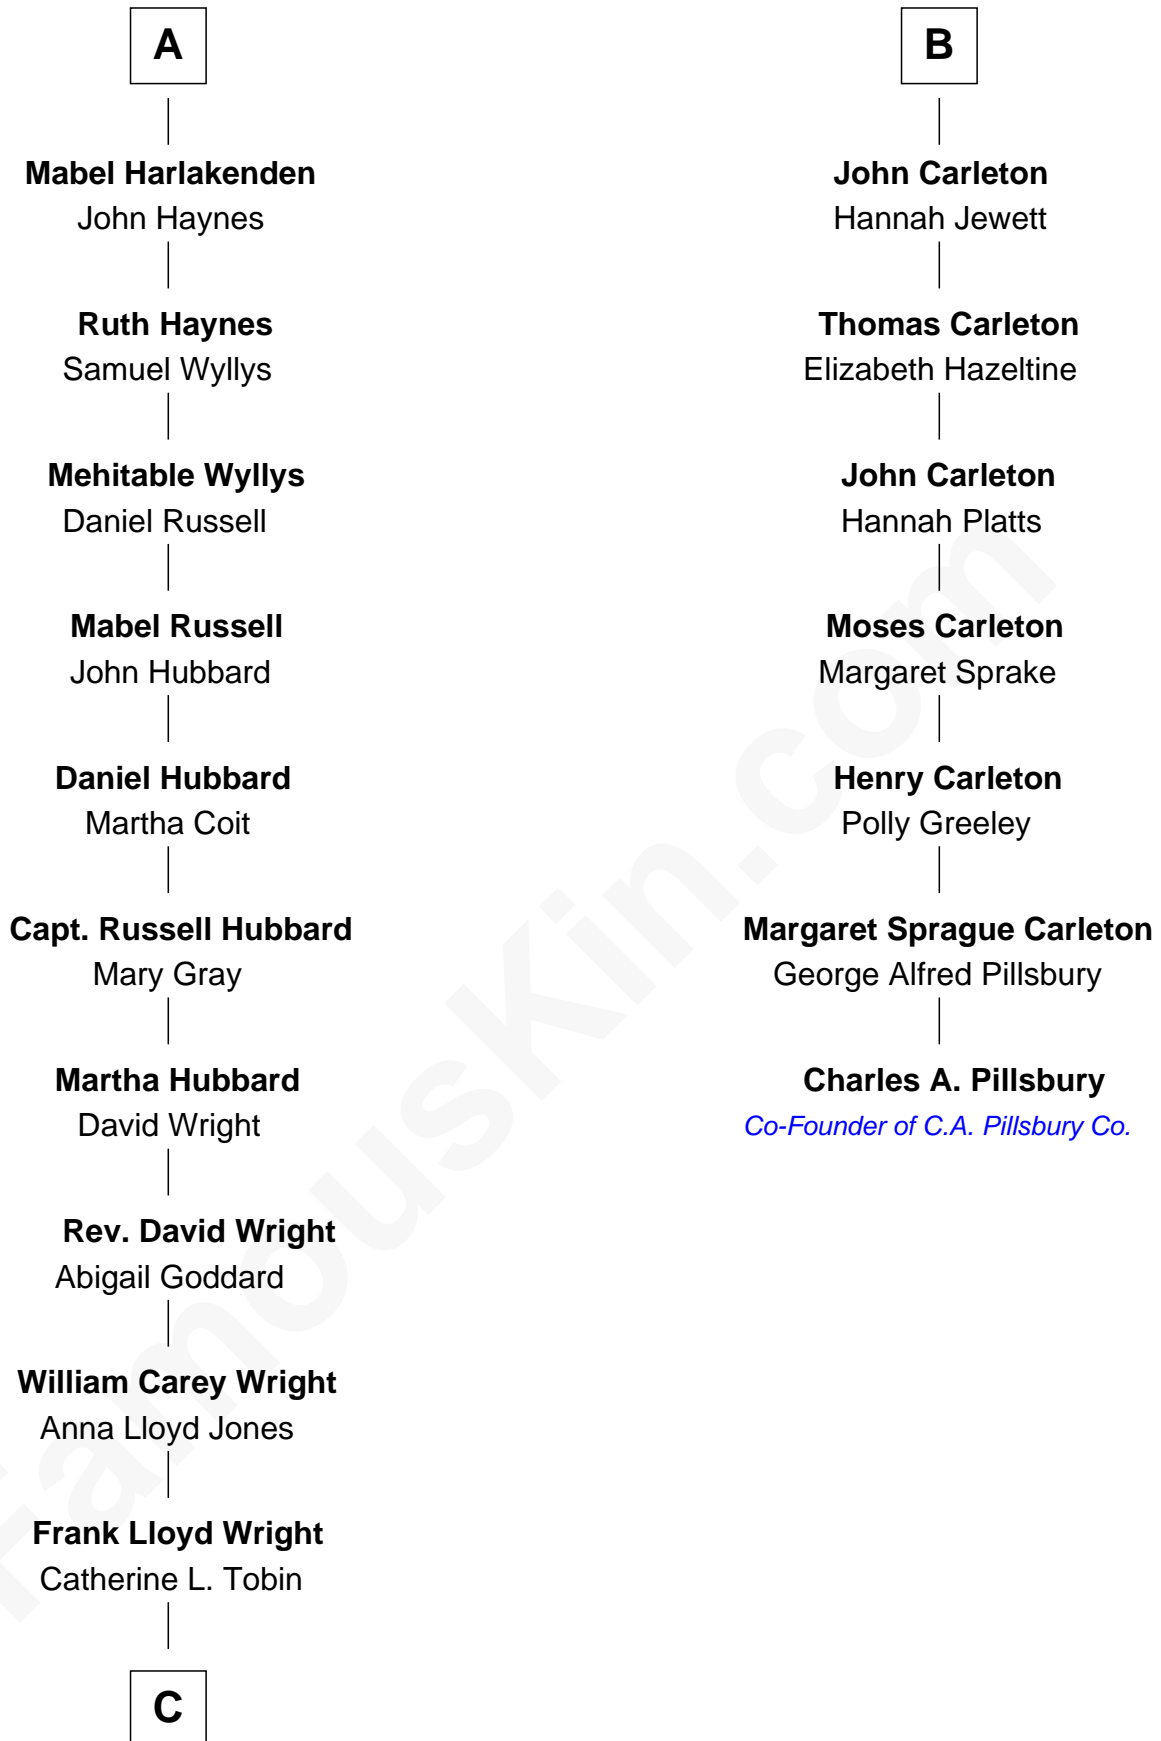 A
Mabel Harlakenden
John Haynes
Ruth Haynes
Samuel Wyllys
Mehitable Wyllys
Daniel Russell
Mabel Russell
John Hubbard
Daniel Hubbard
Martha Coit
Capt. Russell Hubbard
Mary Gray
Martha Hubbard
David Wright
Rev. David Wright
Abigail Goddard
William Carey Wright
Anna Lloyd Jones
Frank Lloyd Wright
Catherine L. Tobin
C
B
John Carleton
Hannah Jewett
Thomas Carleton
Elizabeth Hazeltine
John Carleton
Hannah Platts
Moses Carleton
Margaret Sprake
Henry Carleton
Polly Greeley
Margaret Sprague Carleton
George Alfred Pillsbury
Charles A. Pillsbury
Co-Founder of C.A. Pillsbury Co.
FamousKin.com